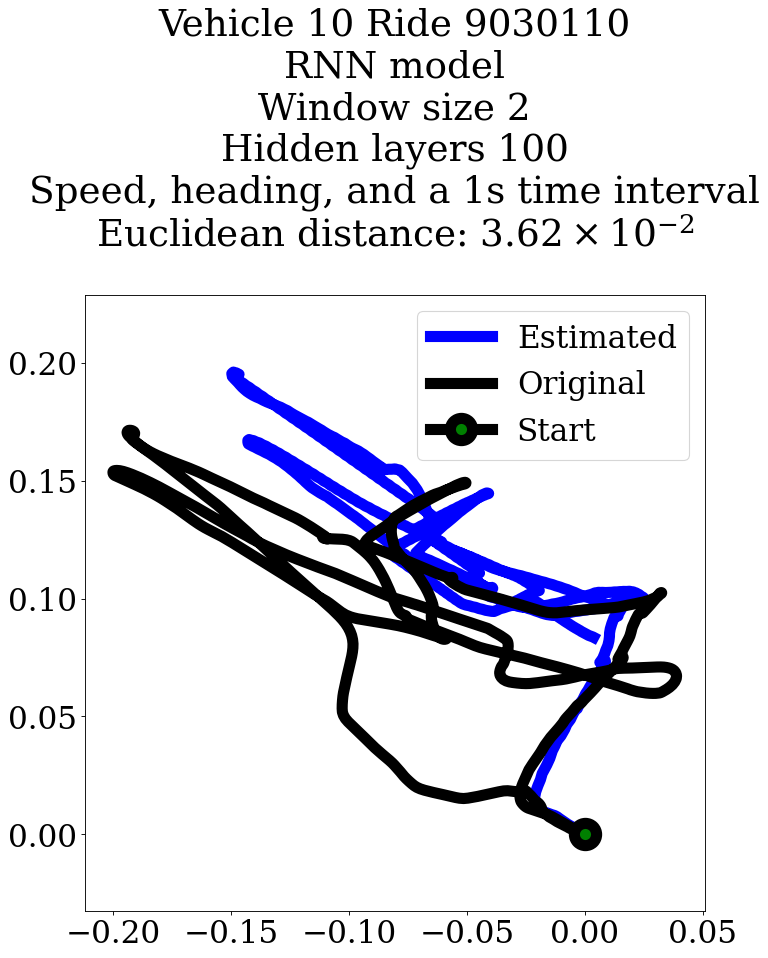 Vehicle 10 Ride 9030110
RNN model
Window size 2
Hidden layers 100
Speed, heading, and a 1s time interval
Euclidean distance: 3.62 × 10⁻²
Estimated
Original
Start
0.20
0.15
0.10
0.05
0.00
−0.20 −0.15 −0.10 −0.05 0.00 0.05